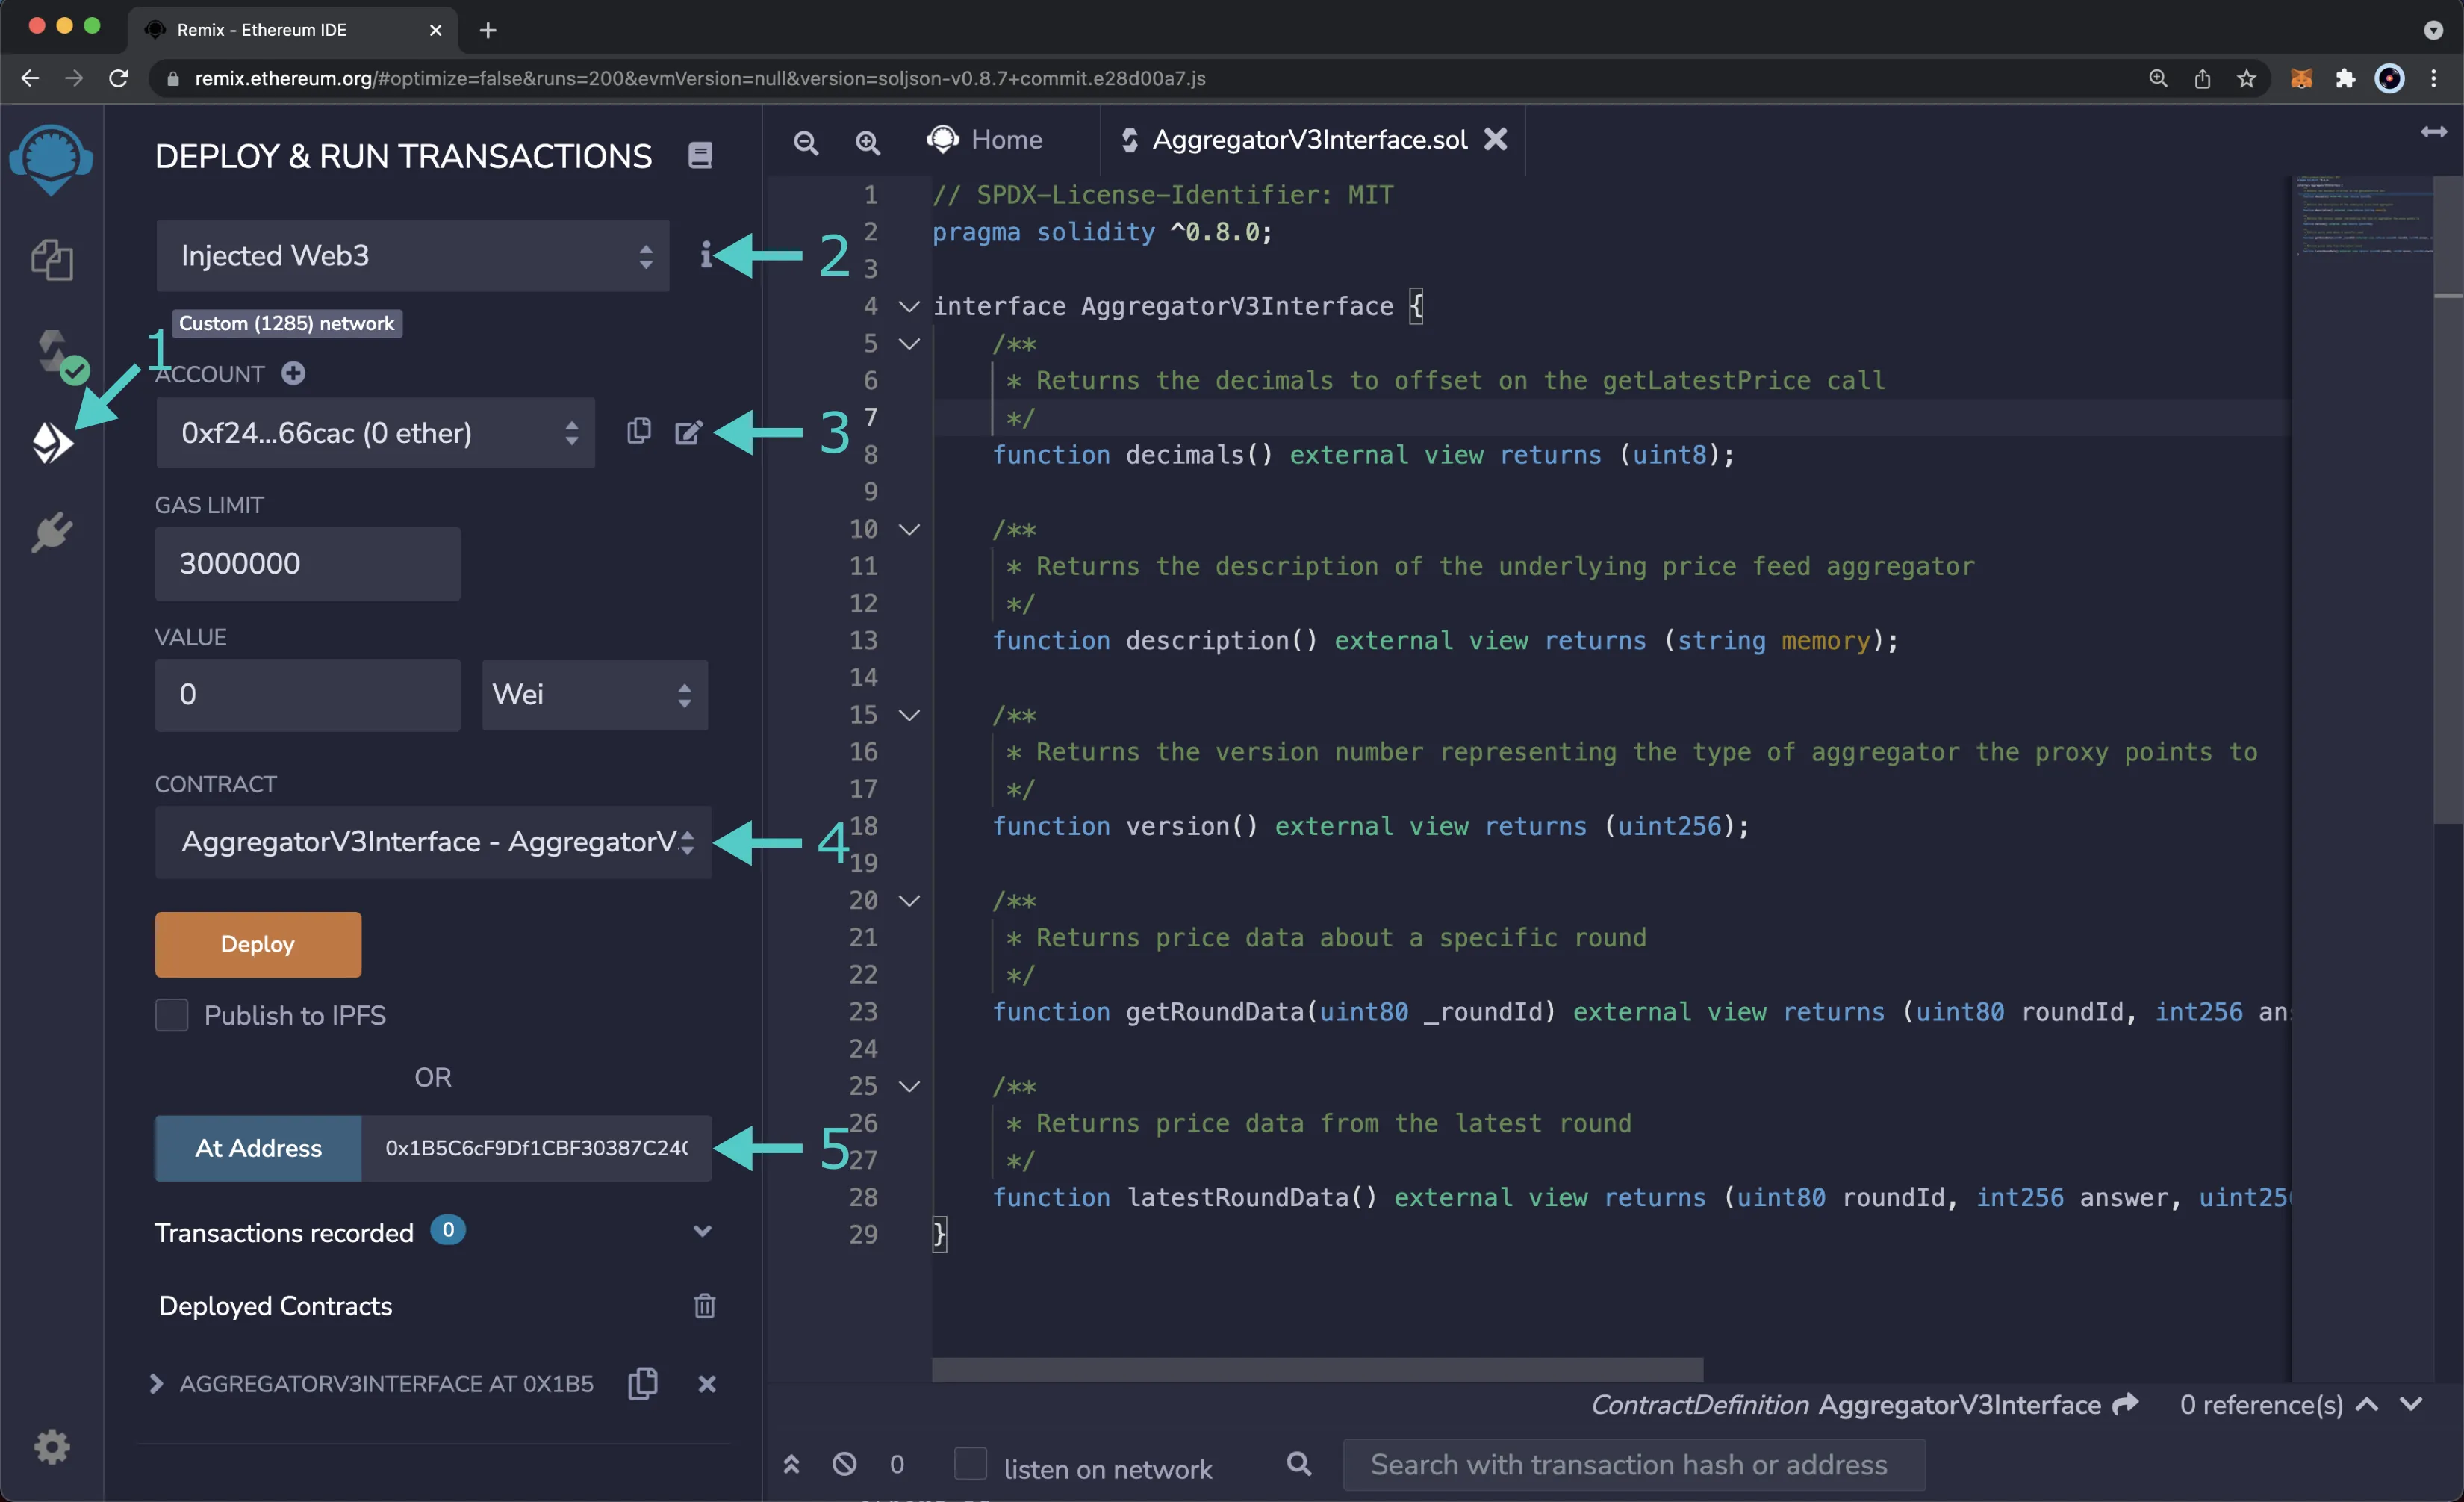 Remix - Ethereum IDE
remix.ethereum.org/#optimize=false&runs=200&evmVersion=null&version=soljson-v0.8.7+commit.e28d00a7.js
DEPLOY & RUN TRANSACTIONS
Injected Web3
2
Custom (1285) network
1
ACCOUNT
0xf24...66cac (0 ether)
3
GAS LIMIT
3000000
VALUE
0
Wei
CONTRACT
AggregatorV3Interface - AggregatorV
4
Deploy
Publish to IPFS
OR
At Address
0x1B5C6cF9Df1CBF30387C24
5
Transactions recorded 0
Deployed Contracts
AGGREGATORV3INTERFACE AT 0X1B5
Home
AggregatorV3Interface.sol
1 // SPDX-License-Identifier: MIT
2 pragma solidity ^0.8.0;
3
4 interface AggregatorV3Interface {
5 /**
6 * Returns the decimals to offset on the getLatestPrice call
7 */
8 function decimals() external view returns (uint8);
9
10 /**
11 * Returns the description of the underlying price feed aggregator
12 */
13 function description() external view returns (string memory);
14
15 /**
16 * Returns the version number representing the type of aggregator the proxy points to
17 */
18 function version() external view returns (uint256);
19
20 /**
21 * Returns price data about a specific round
22 */
23 function getRoundData(uint80 _roundId) external view returns (uint80 roundId, int256 an
24
25 /**
26 * Returns price data from the latest round
27 */
28 function latestRoundData() external view returns (uint80 roundId, int256 answer, uint25
29 }
ContractDefinition AggregatorV3Interface
0 reference(s)
0
listen on network
Search with transaction hash or address